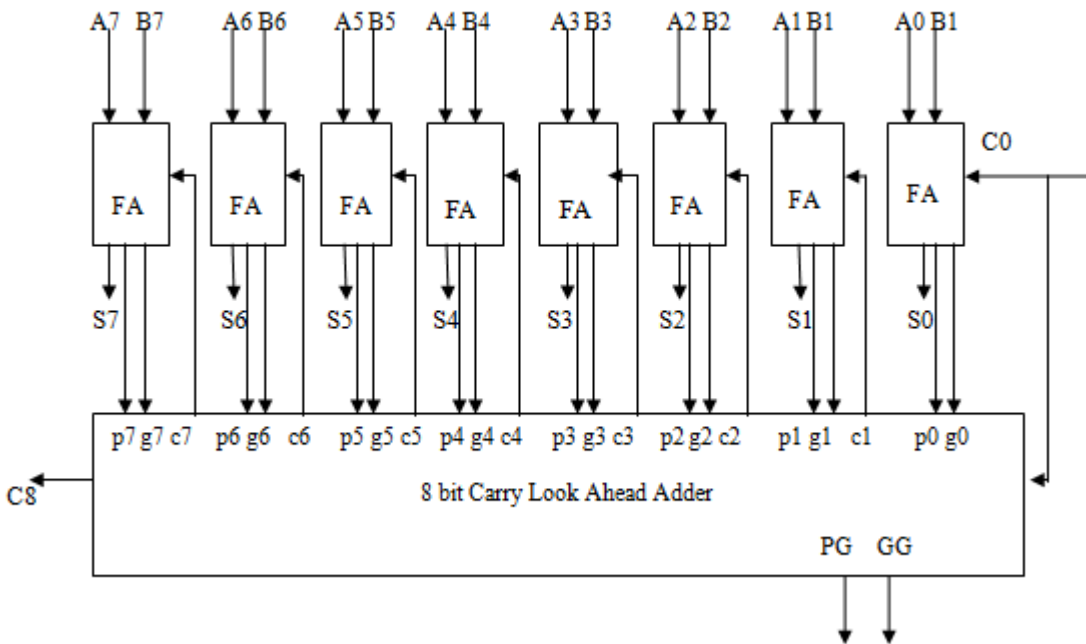 A7 B7 A6 B6 A5 B5 A4 B4 A3 B3 A2 B2 A1 B1 A0 B1
C0
FA FA FA FA FA FA FA FA
S7 S6 S5 S4 S3 S2 S1 S0
p7 g7 c7 p6 g6 c6 p5 g5 c5 p4 g4 c4 p3 g3 c3 p2 g2 c2 p1 g1 c1 p0 g0
C8
8 bit Carry Look Ahead Adder
PG GG